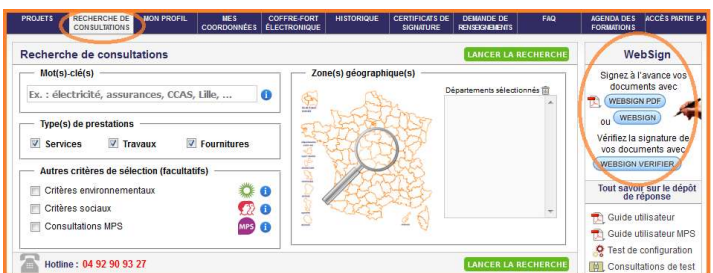 PROJETS
RECHERCHE DE CONSULTATIONS
MON PROFIL
MES COORDONNÉES
COFFRE-FORT ÉLECTRONIQUE
HISTORIQUE
CERTIFICATS DE SIGNATURE
DEMANDE DE RENSEIGNEMENTS
FAQ
AGENDA DES FORMATIONS
ACCÈS PARTIE P.A
Recherche de consultations
LANCER LA RECHERCHE
Mot(s)-clé(s)
Ex. : électricité, assurances, CCAS, Lille, ...
Type(s) de prestations
Services
Travaux
Fournitures
Autres critères de sélection (facultatifs)
Critères environnementaux
Critères sociaux
Consultations MPS
MPS
Zone(s) géographique(s)
Départements sélectionnés
Hotline : 04 92 90 93 27
LANCER LA RECHERCHE
WebSign
Signez à l'avance vos
documents avec
WEBSIGN PDF
ou WEBSIGN
Vérifiez la signature de
vos documents avec
WEBSIGN VERIFIER
Tout savoir sur le dépôt
de réponse
Guide utilisateur
Guide utilisateur MPS
Test de configuration
Consultations de test